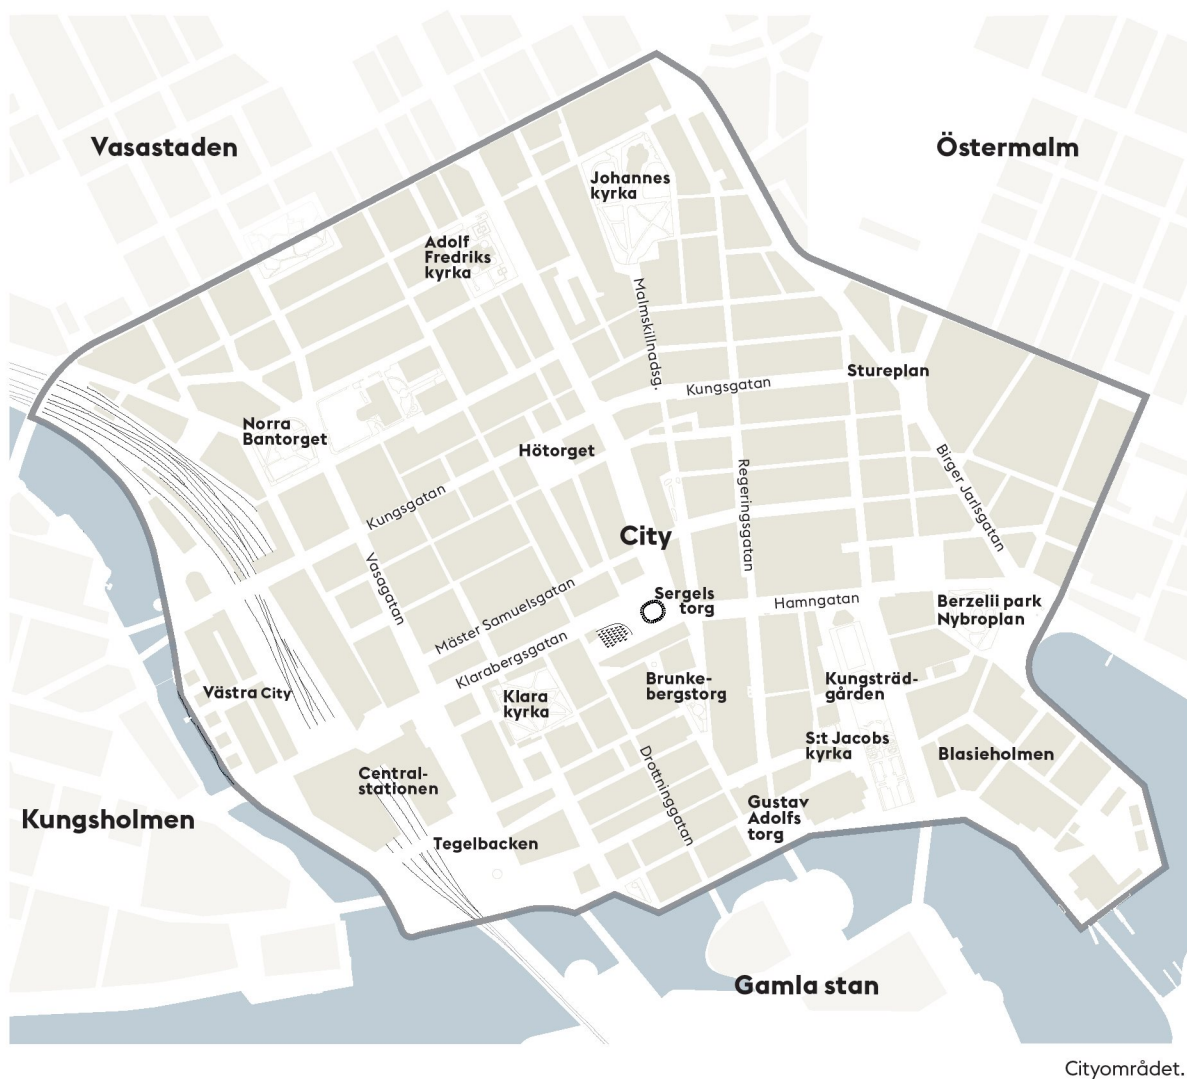 Vasastaden
Östermalm
Johannes
kyrka
Adolf
Fredriks
kyrka
Malmskillnadsg.
Stureplan
Kungsgatan
Norra
Bantorget
Hötorget
Birger Jarlsgatan
Regeringsgatan
Kungsgatan
City
Vasagatan
Mäster Samuelsgatan
Sergels
torg
Hamngatan
Berzelii park
Nybroplan
Klarabergsgatan
Västra City
Klara
kyrka
Brunke-
bergstorg
Kungsträd-
gården
S:t Jacobs
kyrka
Blasieholmen
Central-
stationen
Drottninggatan
Kungsholmen
Gustav
Adolfs
torg
Tegelbacken
Gamla stan
Cityområdet.